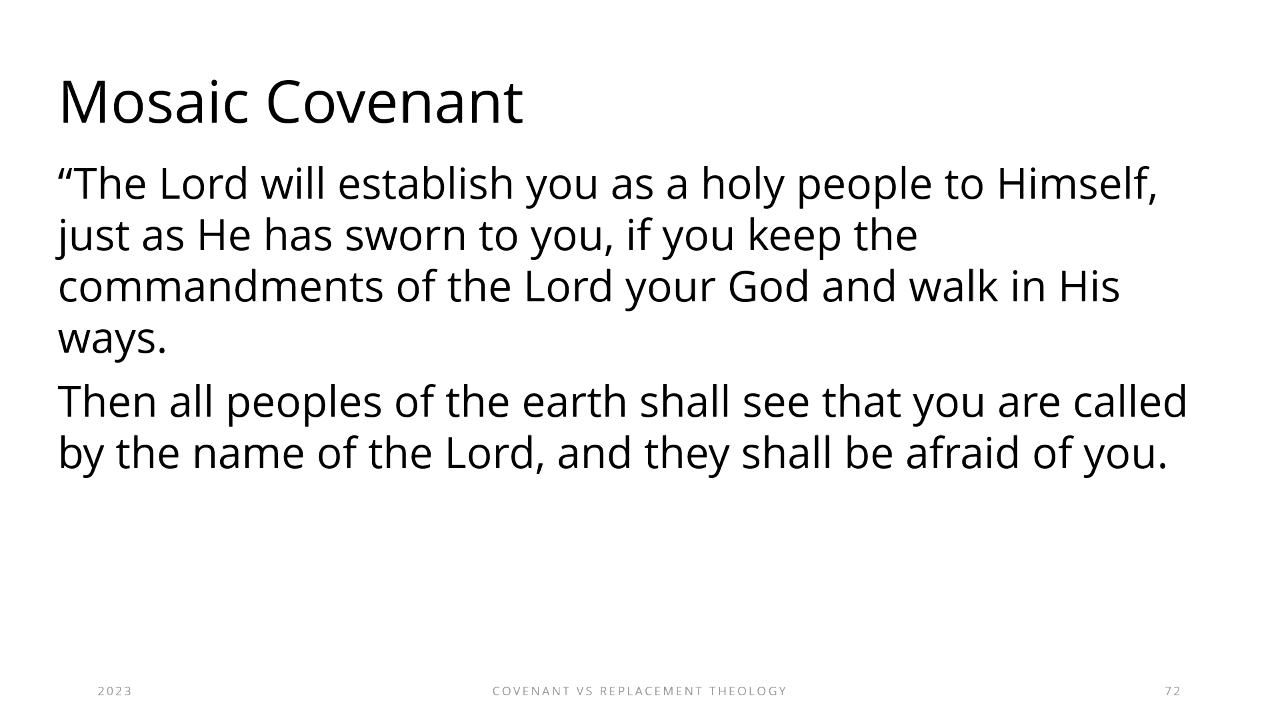 Mosaic Covenant
“The Lord will establish you as a holy people to Himself,
just as He has sworn to you, if you keep the
commandments of the Lord your God and walk in His
ways.
Then all peoples of the earth shall see that you are called
by the name of the Lord, and they shall be afraid of you.
2023
COVENANT VS REPLACEMENT THEOLOGY
72